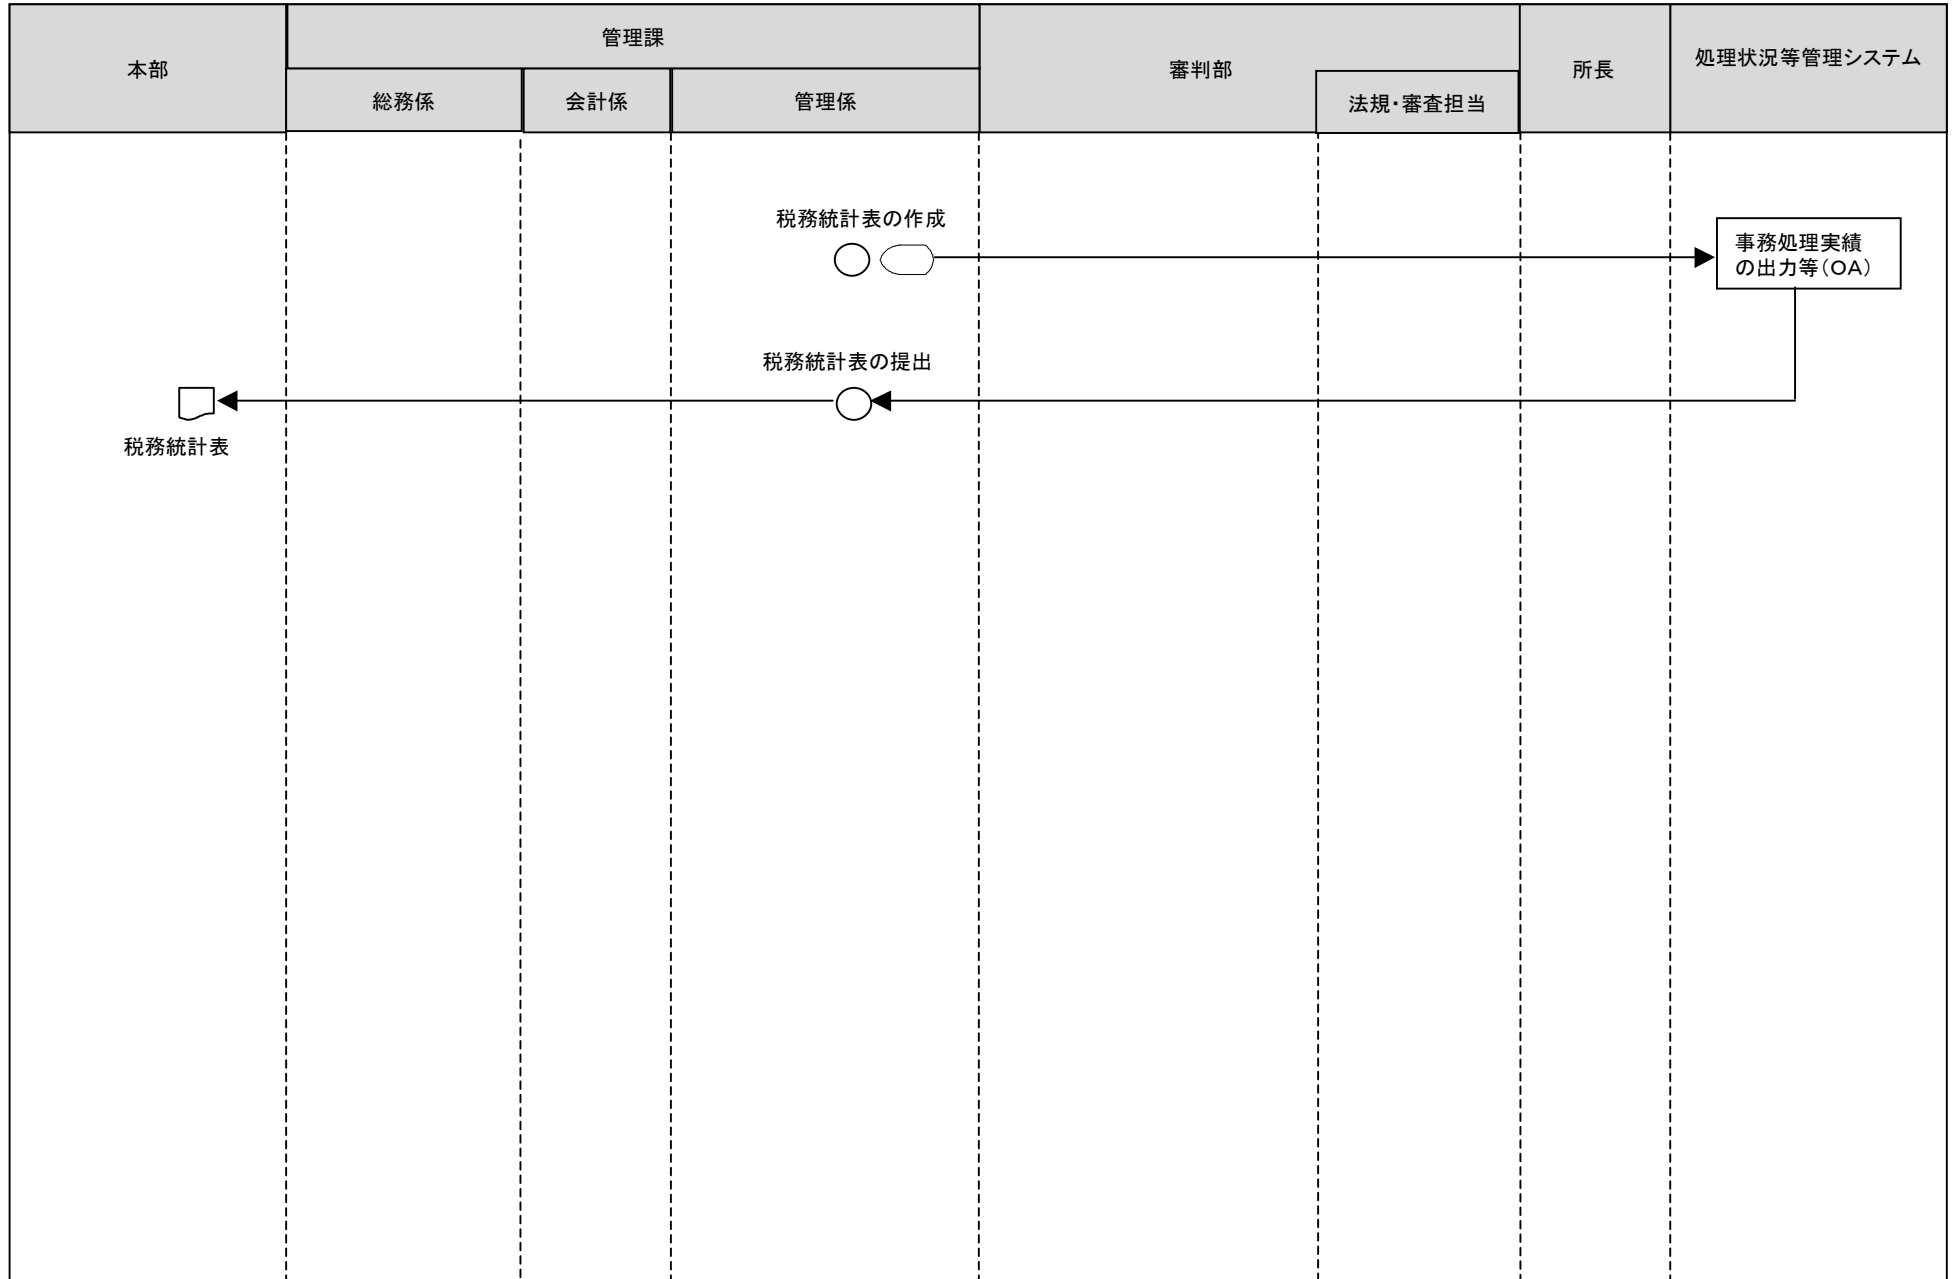 本部
管理課
総務係
会計係
管理係
審判部
法規・審査担当
所長
処理状況等管理システム
税務統計表の作成
事務処理実績
の出力等(OA)
税務統計表の提出
税務統計表